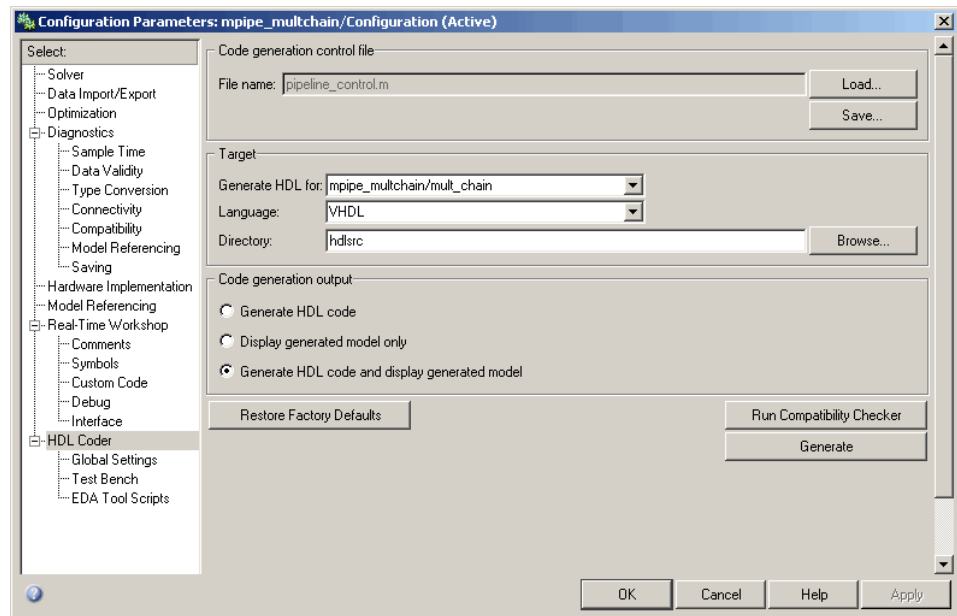 Configuration Parameters: mpipe_multchain/Configuration (Active)
Select:
Solver
Data Import/Export
Optimization
Diagnostics
Sample Time
Data Validity
Type Conversion
Connectivity
Compatibility
Model Referencing
Saving
Hardware Implementation
Model Referencing
Real-Time Workshop
Comments
Symbols
Custom Code
Debug
Interface
HDL Coder
Global Settings
Test Bench
EDA Tool Scripts
Code generation control file
File name: pipeline_control.m Load...
Save...
Target
Generate HDL for: mpipe_multchain/mult_chain
Language: VHDL
Directory: hdlsrc Browse...
Code generation output
Generate HDL code
Display generated model only
Generate HDL code and display generated model
Restore Factory Defaults Run Compatibility Checker
Generate
OK Cancel Help Apply